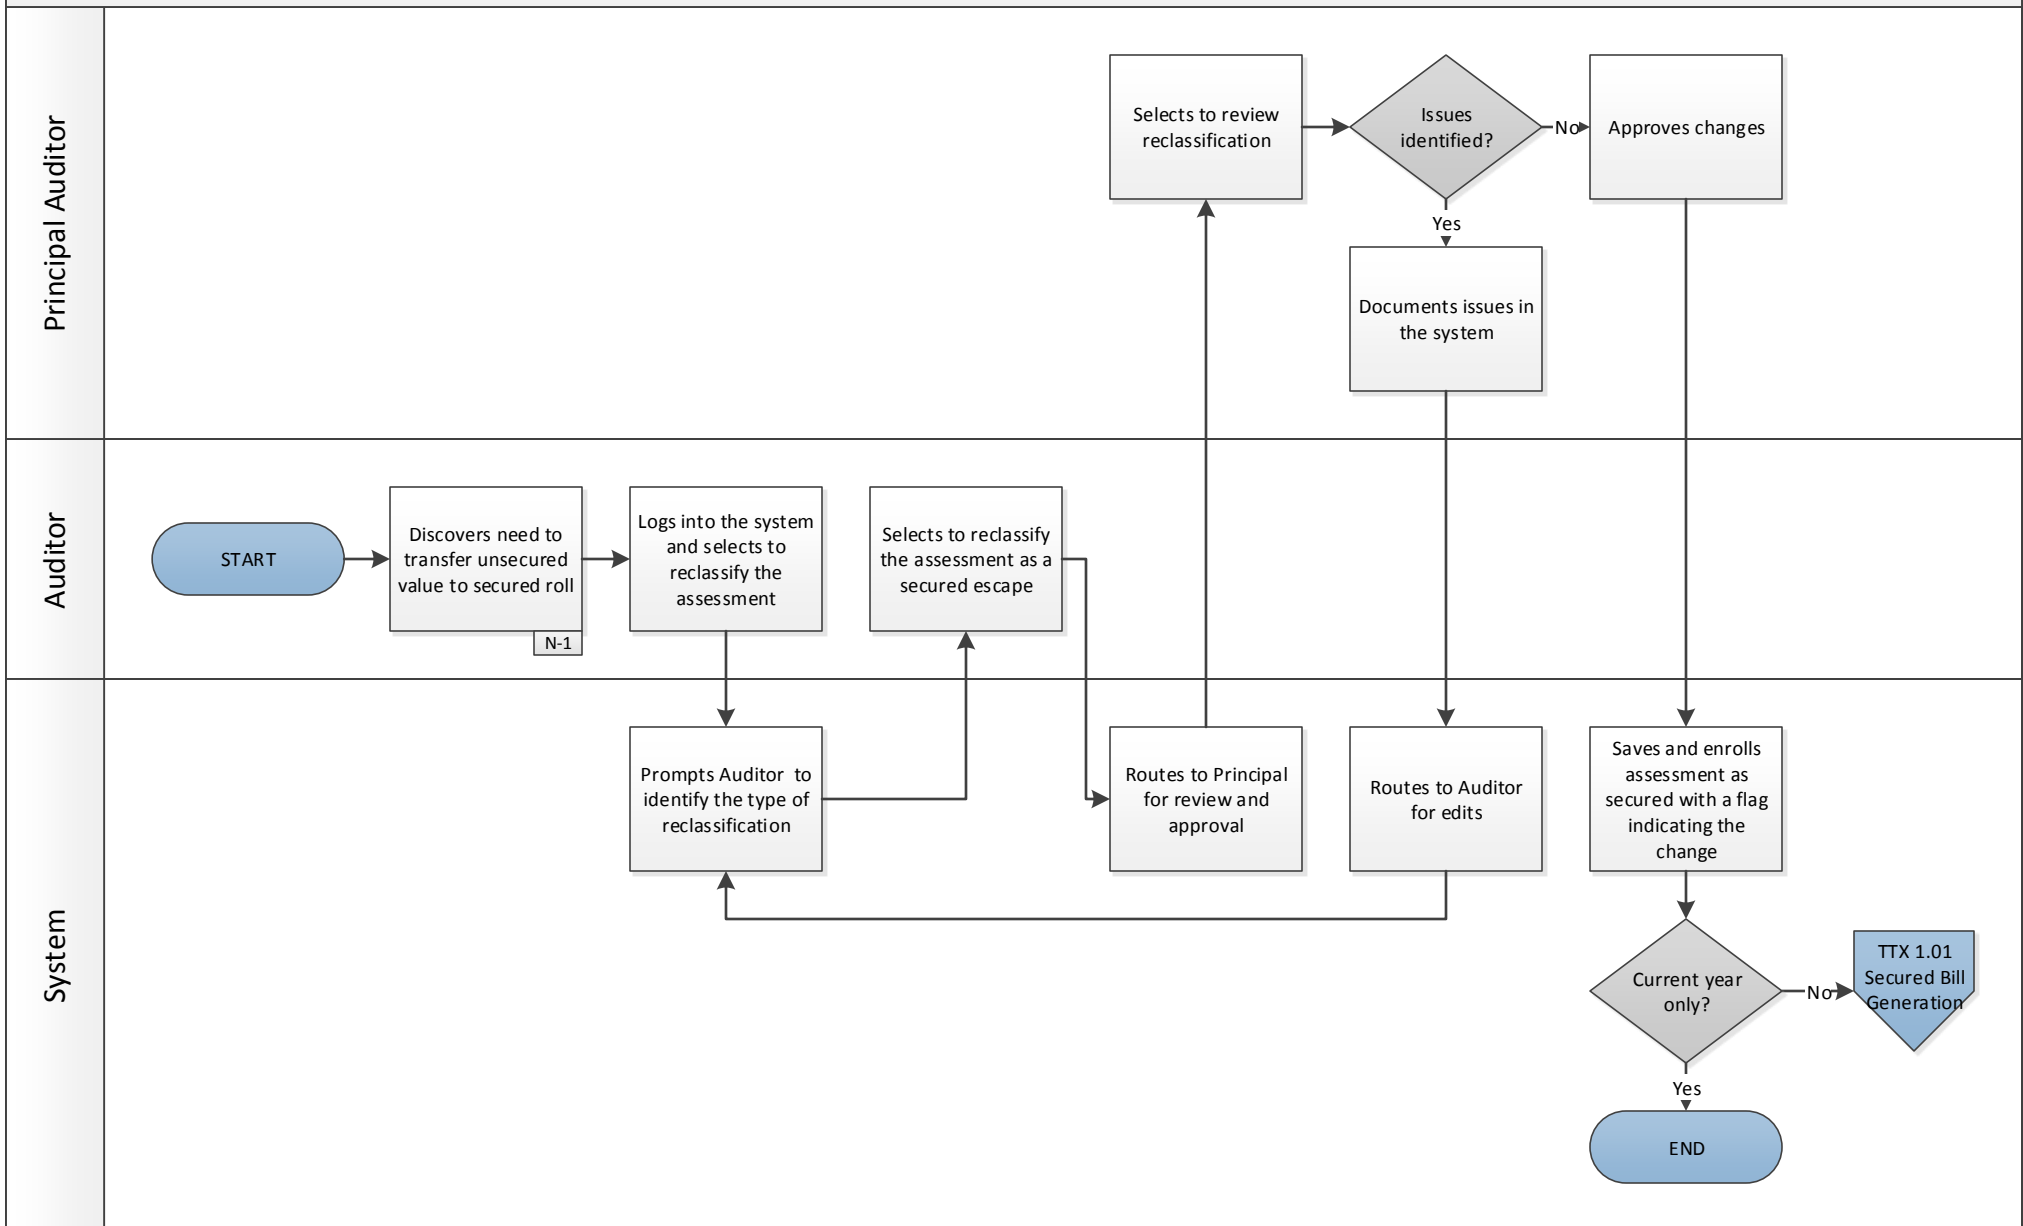 Principal Auditor
Selects to review
reclassification
Issues
identified?
No
Approves changes
Yes
Documents issues in
the system
Auditor
START
Discovers need to
transfer unsecured
value to secured roll
N-1
Logs into the system
and selects to
reclassify the
assessment
Selects to reclassify
the assessment as a
secured escape
System
Prompts Auditor to
identify the type of
reclassification
Routes to Principal
for review and
approval
Routes to Auditor
for edits
Saves and enrolls
assessment as
secured with a flag
indicating the
change
Current year
only?
No
TTX 1.01
Secured Bill
Generation
Yes
END